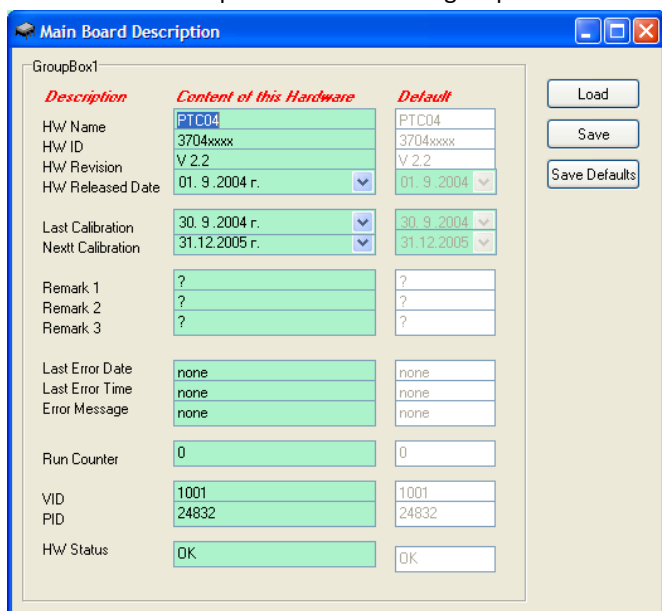 Main Board Description
GroupBox1
Description Content of this Hardware Default
HW Name PTC04 PTC04
HW ID 3704xxxx 3704xxxx
HW Revision V 2.2 V 2.2
HW Released Date 01. 9 .2004 г. 01. 9 .2004
Last Calibration 30. 9 .2004 г. 30. 9 .2004
Nextt Calibration 31.12.2005 г. 31.12.2005
Remark 1 ? ?
Remark 2 ? ?
Remark 3 ? ?
Last Error Date none none
Last Error Time none none
Error Message none none
Run Counter 0 0
VID 1001 1001
PID 24832 24832
HW Status OK OK
Load
Save
Save Defaults